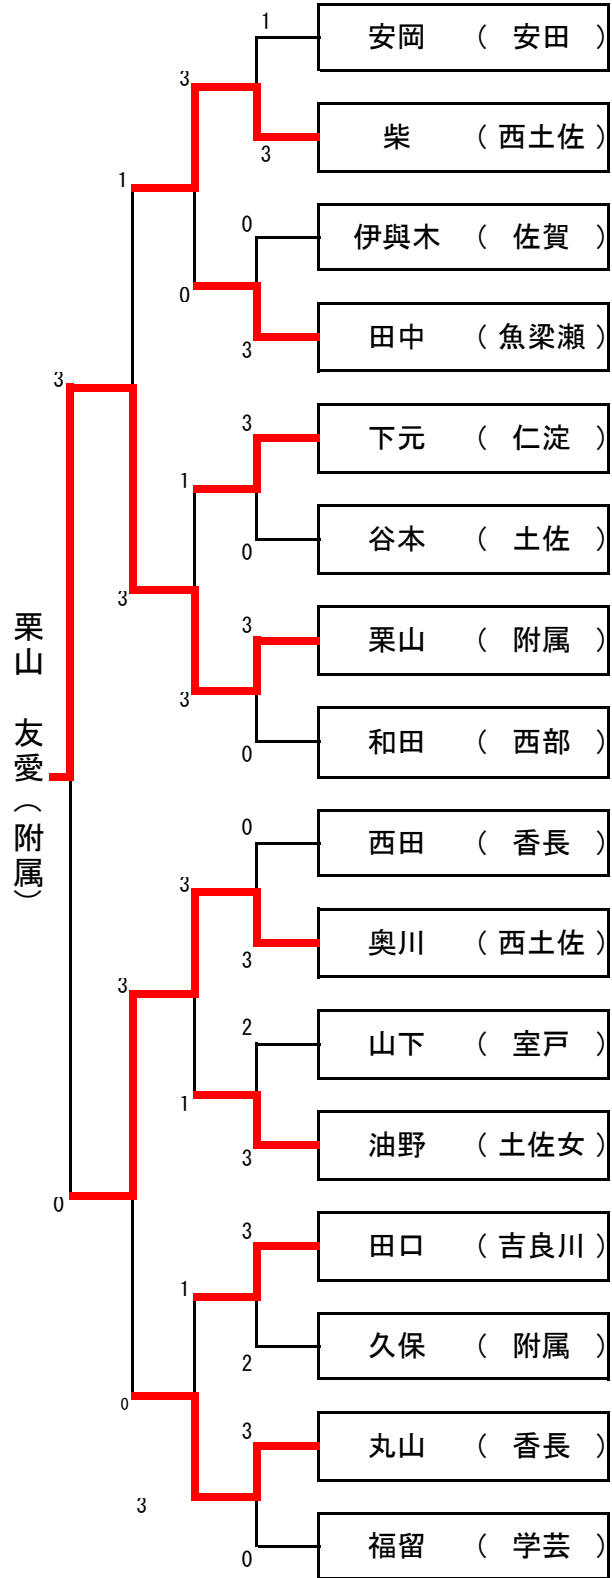 1
安岡 ( 安田 )
3
柴 ( 西土佐 )
3
1
0
伊與木 ( 佐賀 )
0
田中 ( 魚梁瀬 )
3
3
3
下元 ( 仁淀 )
1
谷本 ( 土佐 )
0
3
3
栗山 ( 附属 )
3
和田 ( 西部 )
0
栗山 友愛(附属)
0
西田 ( 香長 )
3
奥川 ( 西土佐 )
3
3
2
山下 ( 室戸 )
1
油野 ( 土佐女 )
3
0
3
田口 ( 吉良川 )
1
久保 ( 附属 )
2
0
3
丸山 ( 香長 )
3
福留 ( 学芸 )
0